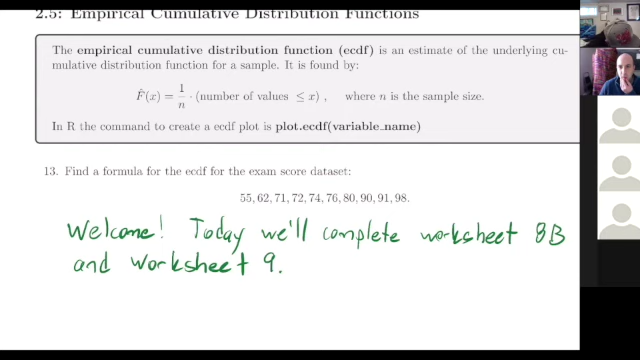 2.5: Empirical Cumulative Distribution Functions
The empirical cumulative distribution function (ecdf) is an estimate of the underlying cu-
mulative distribution function for a sample. It is found by:
F̂(x) = 1/n · (number of values ≤ x) , where n is the sample size.
In R the command to create a ecdf plot is plot.ecdf(variable_name)
13. Find a formula for the ecdf for the exam score dataset:
55, 62, 71, 72, 74, 76, 80, 90, 91, 98.
Welcome! Today we'll complete worksheet 8B
and worksheet 9.